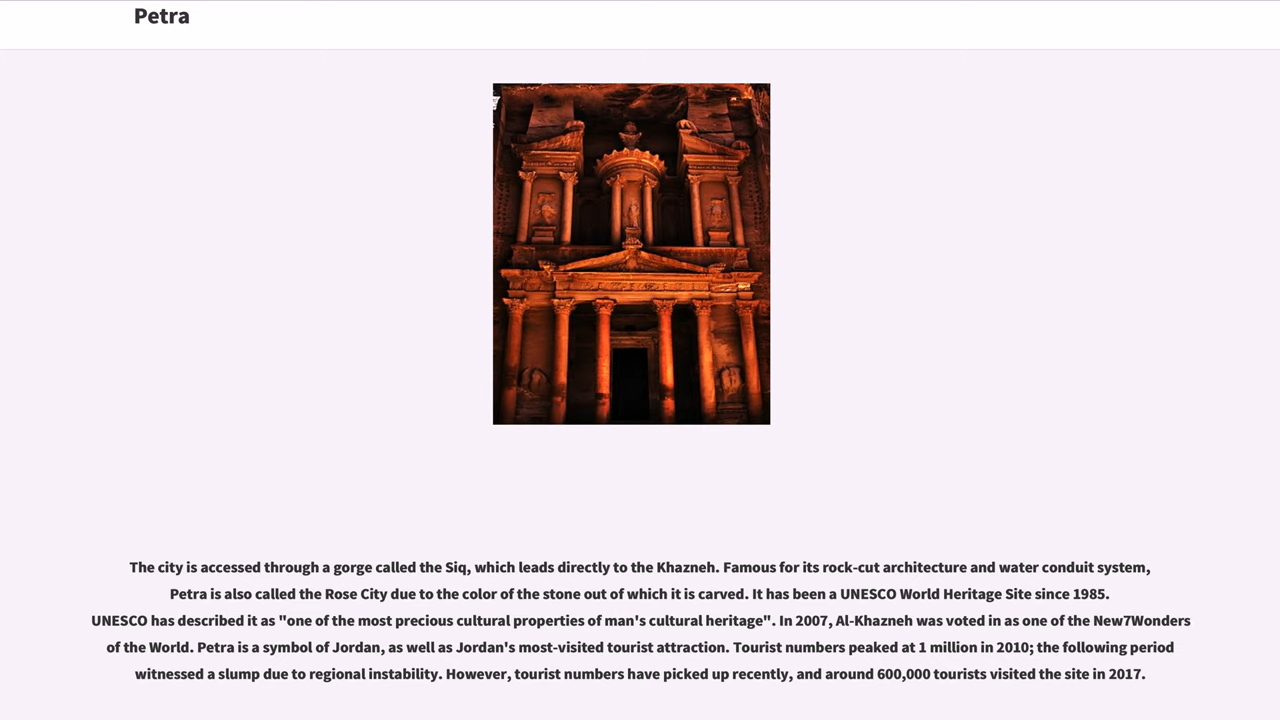 Petra
The city is accessed through a gorge called the Siq, which leads directly to the Khazneh. Famous for its rock-cut architecture and water conduit system,
Petra is also called the Rose City due to the color of the stone out of which it is carved. It has been a UNESCO World Heritage Site since 1985.
UNESCO has described it as "one of the most precious cultural properties of man's cultural heritage". In 2007, Al-Khazneh was voted in as one of the New7Wonders
of the World. Petra is a symbol of Jordan, as well as Jordan's most-visited tourist attraction. Tourist numbers peaked at 1 million in 2010; the following period
witnessed a slump due to regional instability. However, tourist numbers have picked up recently, and around 600,000 tourists visited the site in 2017.